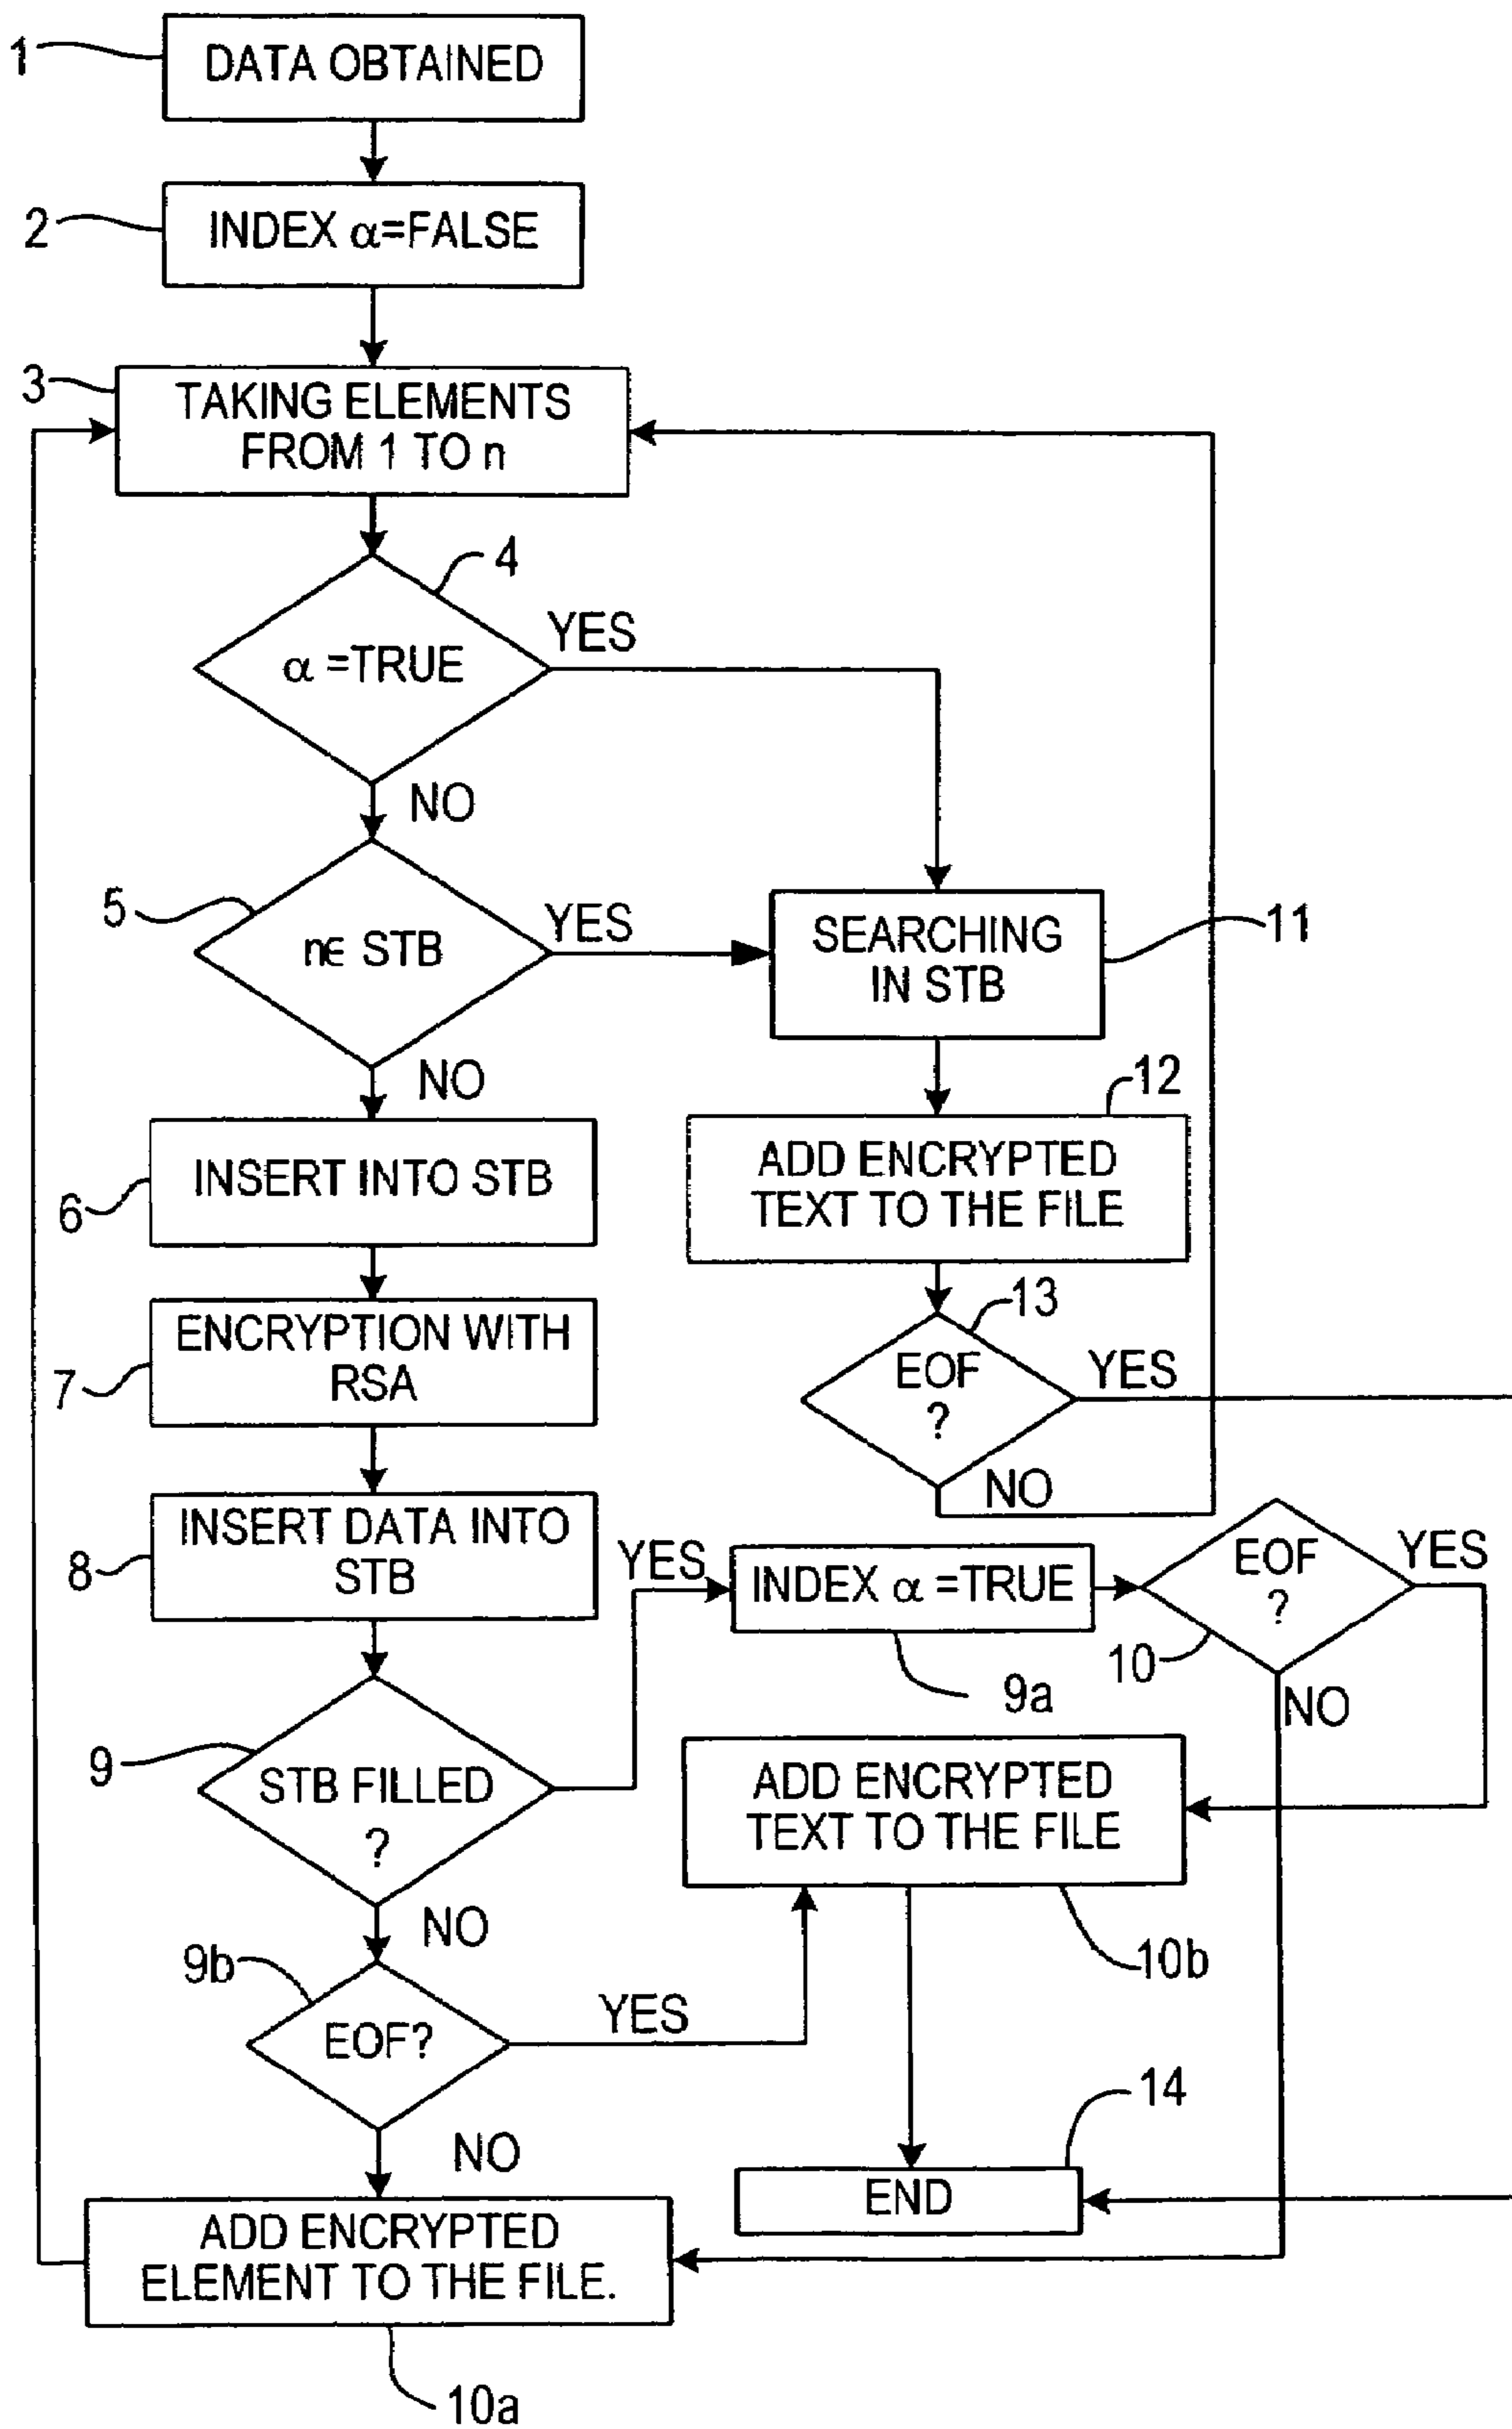 1
DATA OBTAINED
2
INDEX α=FALSE
3
TAKING ELEMENTS
FROM 1 TO n
4
α =TRUE
YES
NO
5
n∈ STB
YES
SEARCHING
IN STB
11
NO
12
ADD ENCRYPTED
TEXT TO THE FILE
INSERT INTO STB
6
13
ENCRYPTION WITH
RSA
7
EOF
?
YES
NO
INSERT DATA INTO
STB
8
YES
INDEX α =TRUE
EOF
?
YES
10
9a
NO
9
STB FILLED
?
ADD ENCRYPTED
TEXT TO THE FILE
NO
9b
10b
EOF?
YES
14
NO
END
ADD ENCRYPTED
ELEMENT TO THE FILE.
10a